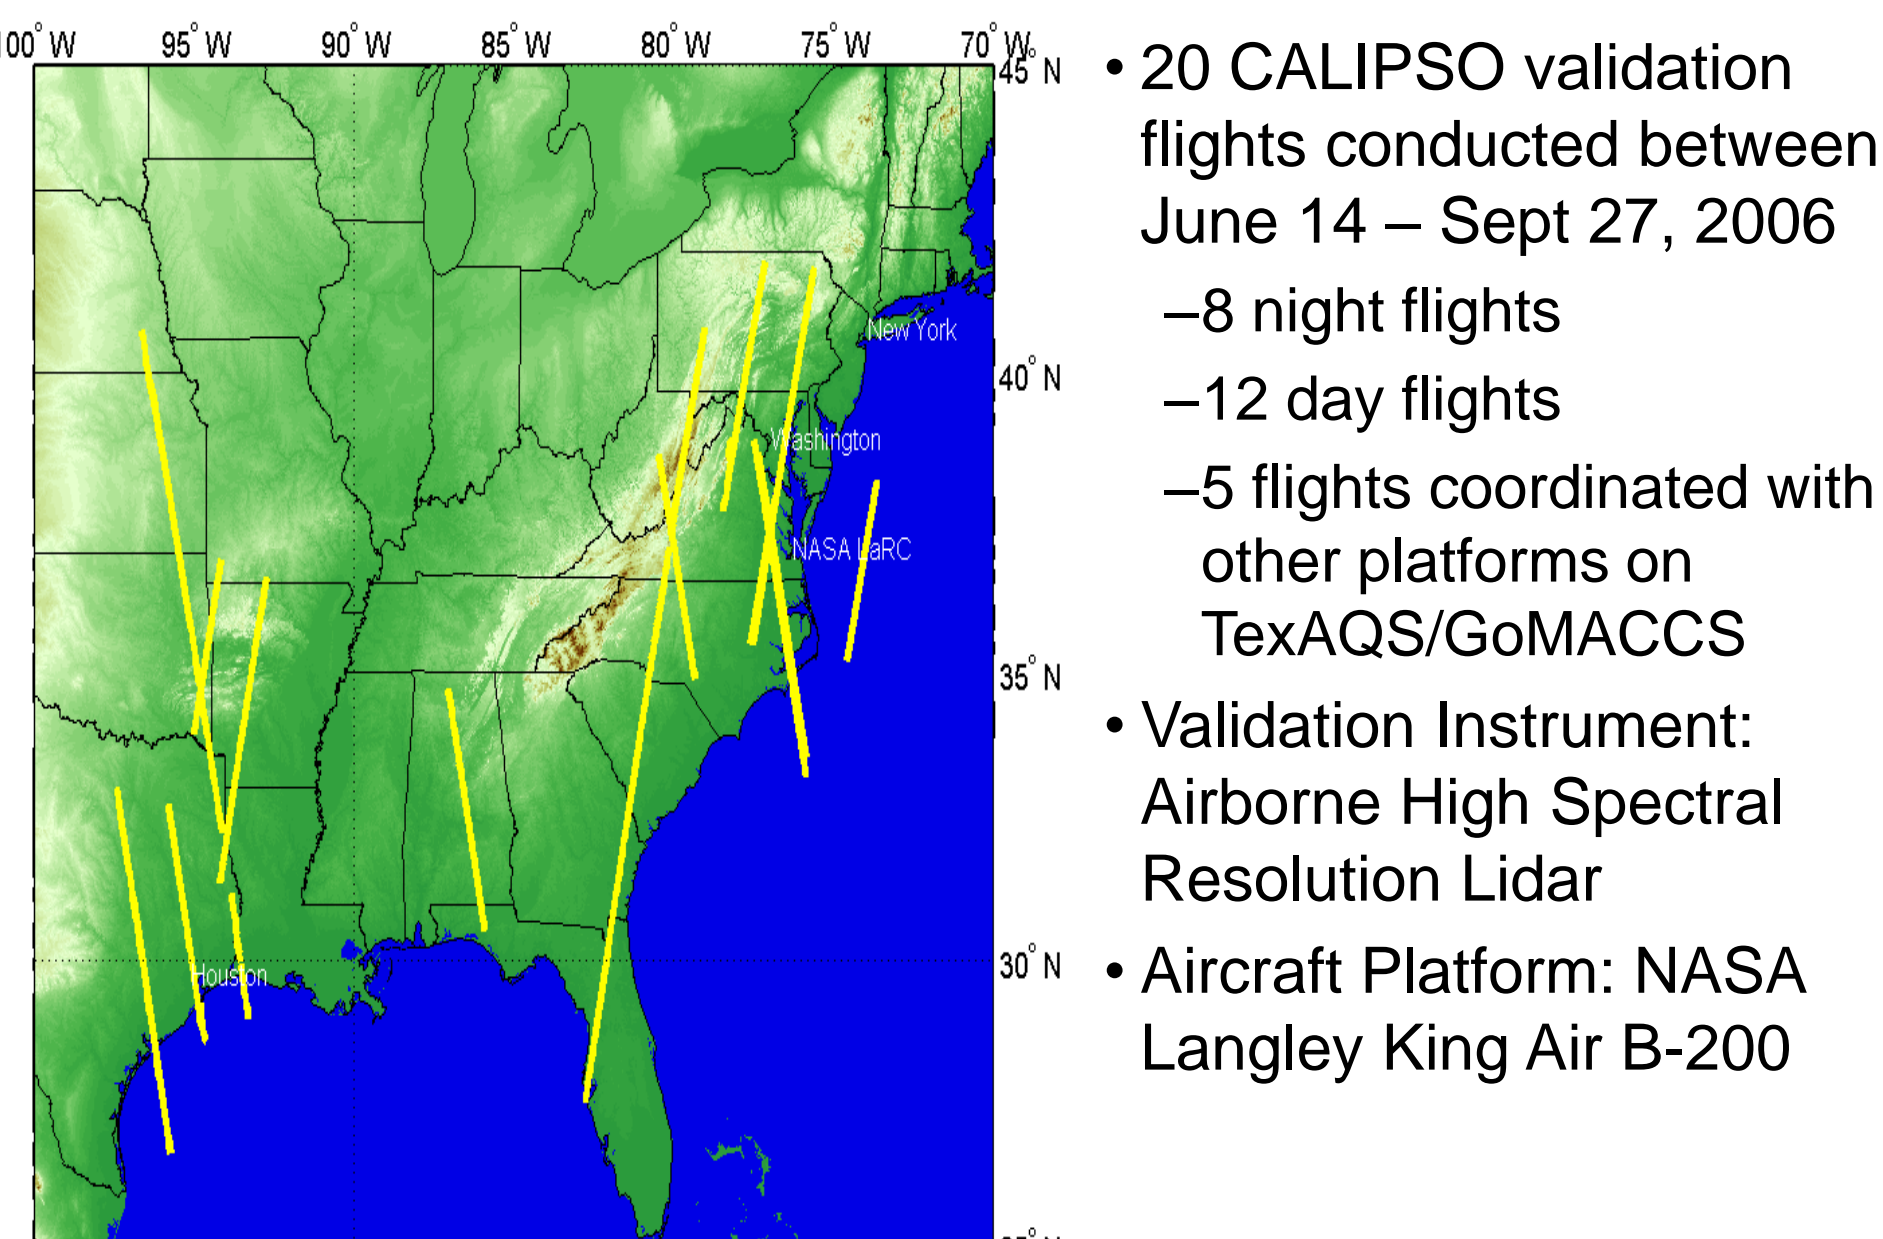 00° W 95° W 90° W 85° W 80° W 75° W 70° W
45° N
New York
40° N
Washington
NASA LaRC
35° N
30° N
Houston
• 20 CALIPSO validation
flights conducted between
June 14 – Sept 27, 2006
–8 night flights
–12 day flights
–5 flights coordinated with
other platforms on
TexAQS/GoMACCS
• Validation Instrument:
Airborne High Spectral
Resolution Lidar
• Aircraft Platform: NASA
Langley King Air B-200